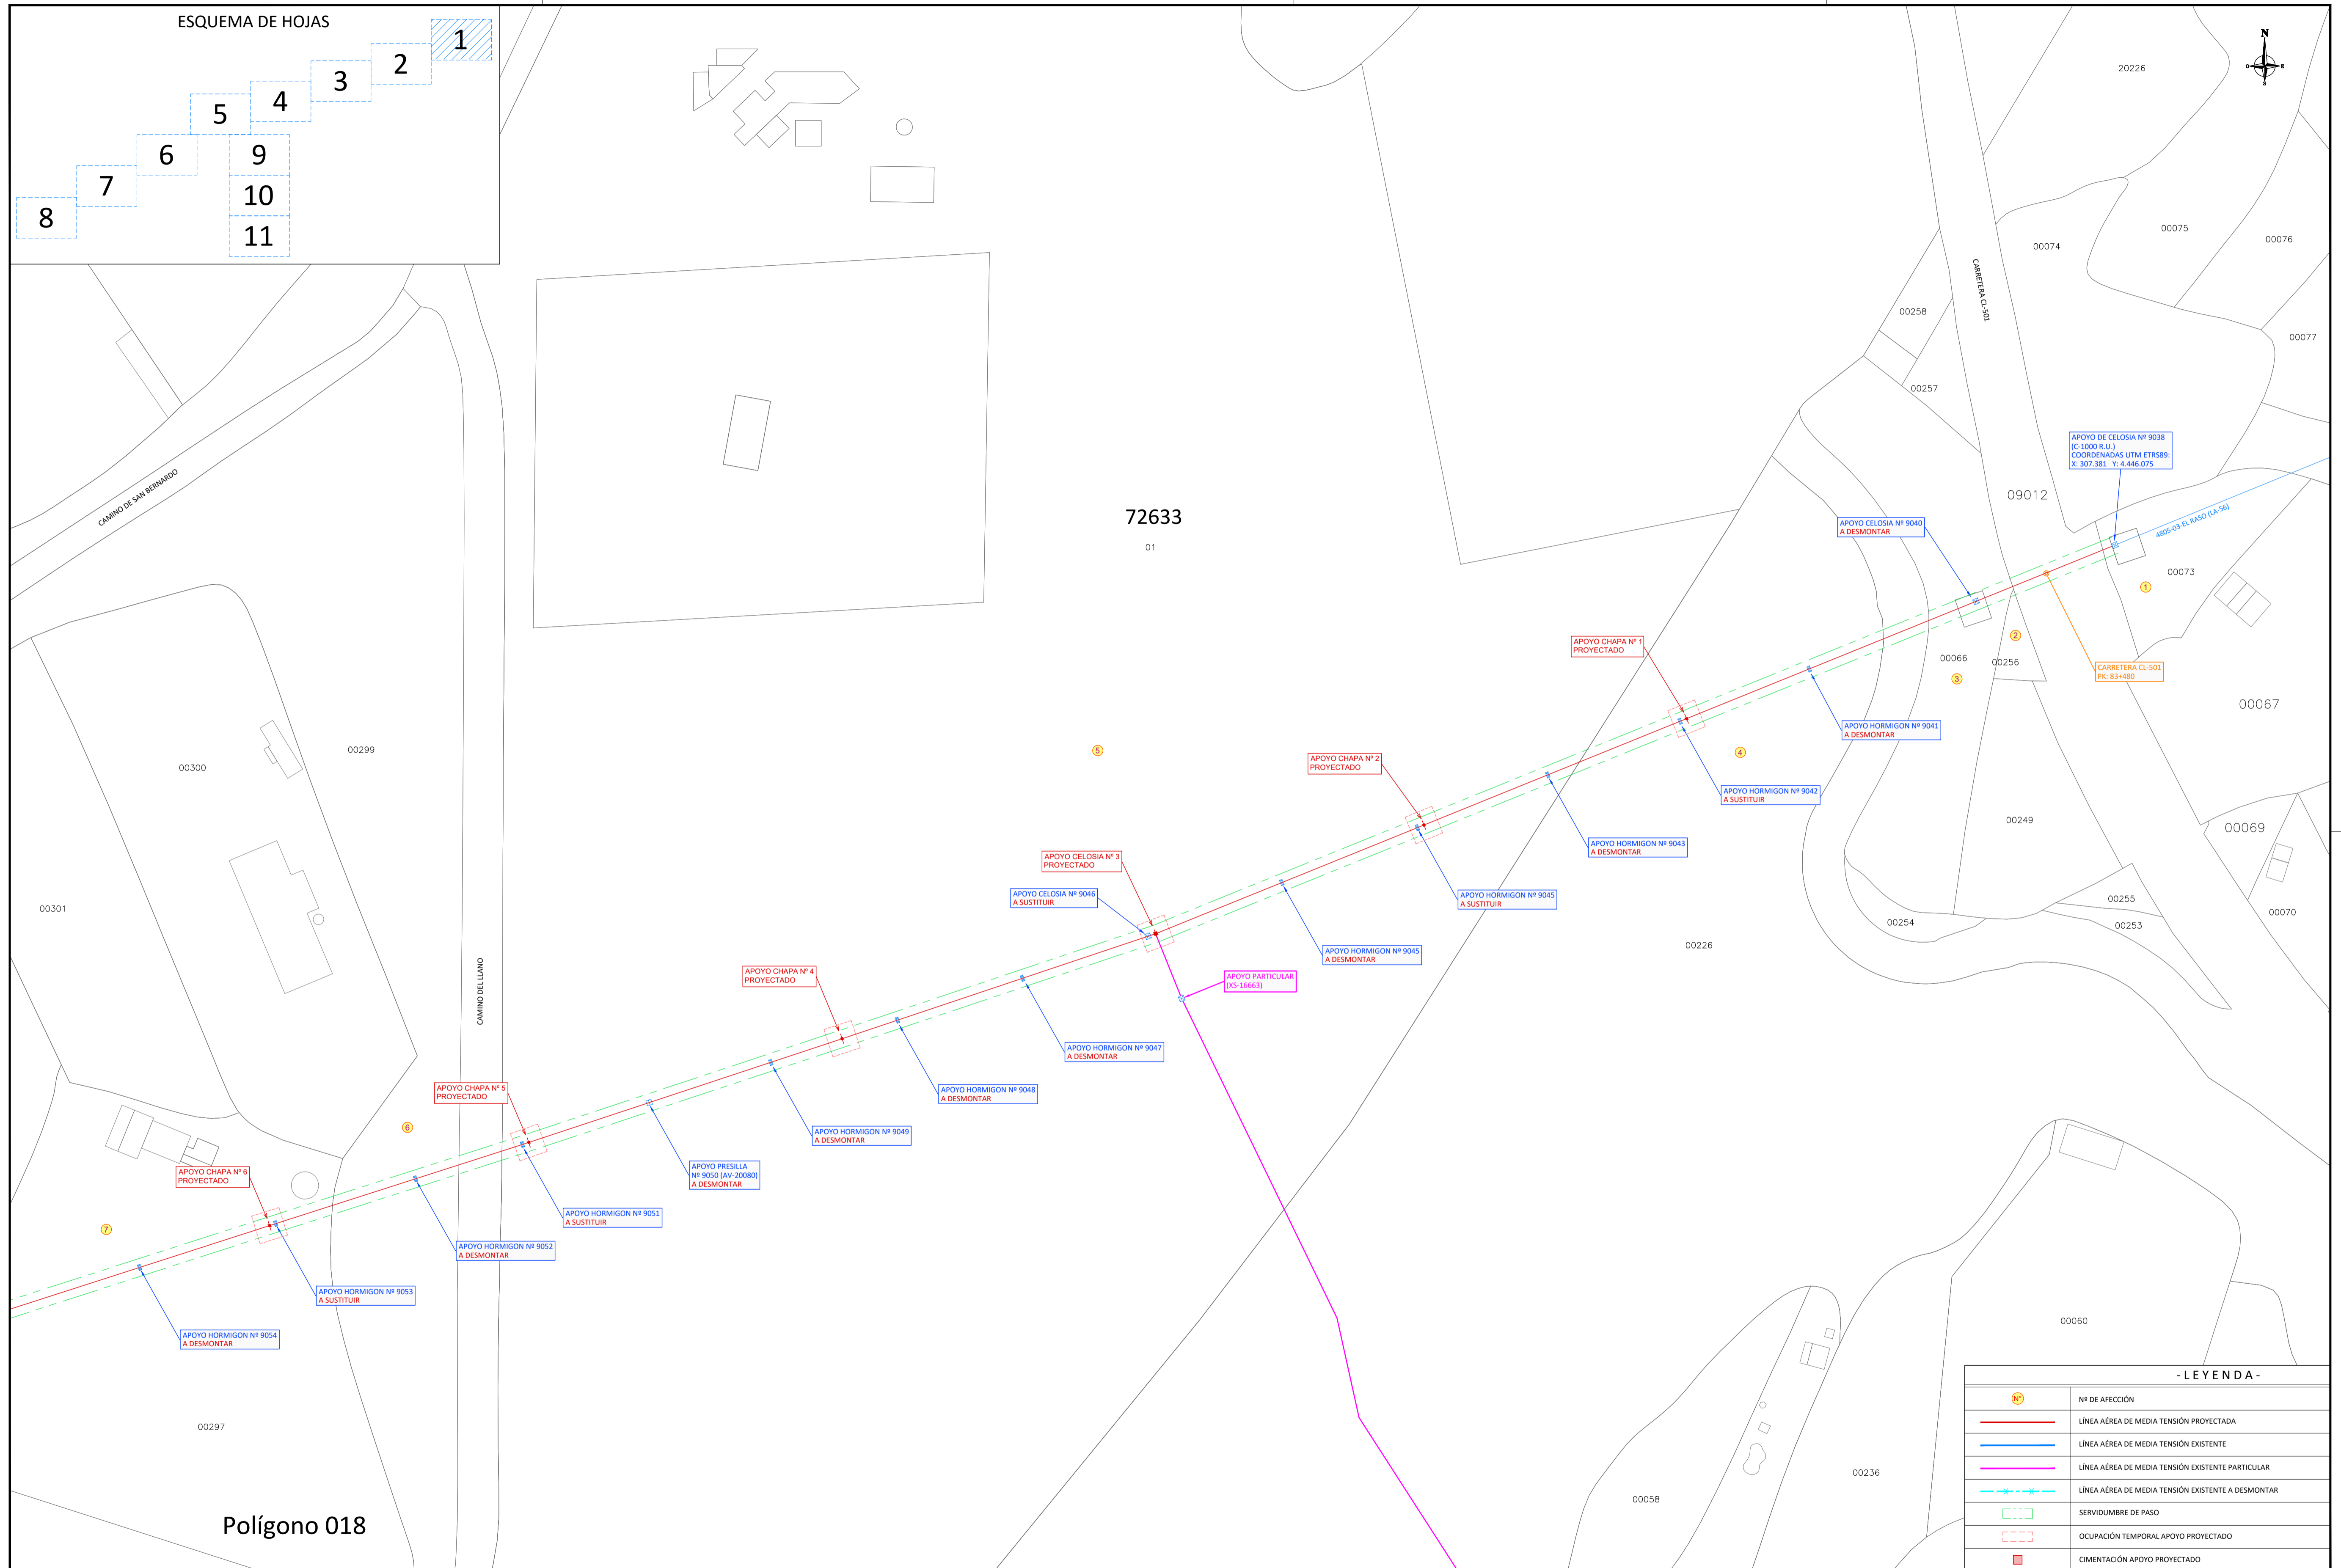 ESQUEMA DE HOJAS
1
2
3
4
5
6
9
7
10
8
11
N
O
E
S
20226
00074
00075
00076
00077
CARRETERA CL-501
00258
00257
CAMINO DE SAN BERNARDO
72633
01
APOYO DE CELOSIA Nº 9038
(C-1000 R.U.)
COORDENADAS UTM ETRS89:
X: 307.381   Y: 4.446.075
09012
4805-03-EL RASO (LA-56)
APOYO CELOSIA Nº 9040
A DESMONTAR
00073
1
2
APOYO CHAPA Nº 1
PROYECTADO
00066
00256
3
CARRETERA CL-501
PK: 83+480
00067
APOYO HORMIGON Nº 9041
A DESMONTAR
00299
00300
5
4
APOYO CHAPA Nº 2
PROYECTADO
APOYO HORMIGON Nº 9042
A SUSTITUIR
00249
00069
APOYO HORMIGON Nº 9043
A DESMONTAR
APOYO CELOSIA Nº 3
PROYECTADO
APOYO CELOSIA Nº 9046
A SUSTITUIR
APOYO HORMIGON Nº 9045
A SUSTITUIR
00301
00255
00254
00253
00070
00226
APOYO HORMIGON Nº 9045
A DESMONTAR
CAMINO DEL LLANO
APOYO CHAPA Nº 4
PROYECTADO
APOYO PARTICULAR
(XS-16663)
APOYO HORMIGON Nº 9047
A DESMONTAR
APOYO CHAPA Nº 5
PROYECTADO
APOYO HORMIGON Nº 9048
A DESMONTAR
6
APOYO HORMIGON Nº 9049
A DESMONTAR
APOYO CHAPA Nº 6
PROYECTADO
APOYO PRESILLA
Nº 9050 (AV-20080)
A DESMONTAR
APOYO HORMIGON Nº 9051
A SUSTITUIR
7
APOYO HORMIGON Nº 9052
A DESMONTAR
APOYO HORMIGON Nº 9053
A SUSTITUIR
APOYO HORMIGON Nº 9054
A DESMONTAR
00060
00297
00236
00058
Polígono 018
- L E Y E N D A -
Nº
Nº DE AFECCIÓN
LÍNEA AÉREA DE MEDIA TENSIÓN PROYECTADA
LÍNEA AÉREA DE MEDIA TENSIÓN EXISTENTE
LÍNEA AÉREA DE MEDIA TENSIÓN EXISTENTE PARTICULAR
LÍNEA AÉREA DE MEDIA TENSIÓN EXISTENTE A DESMONTAR
SERVIDUMBRE DE PASO
OCUPACIÓN TEMPORAL APOYO PROYECTADO
CIMENTACIÓN APOYO PROYECTADO